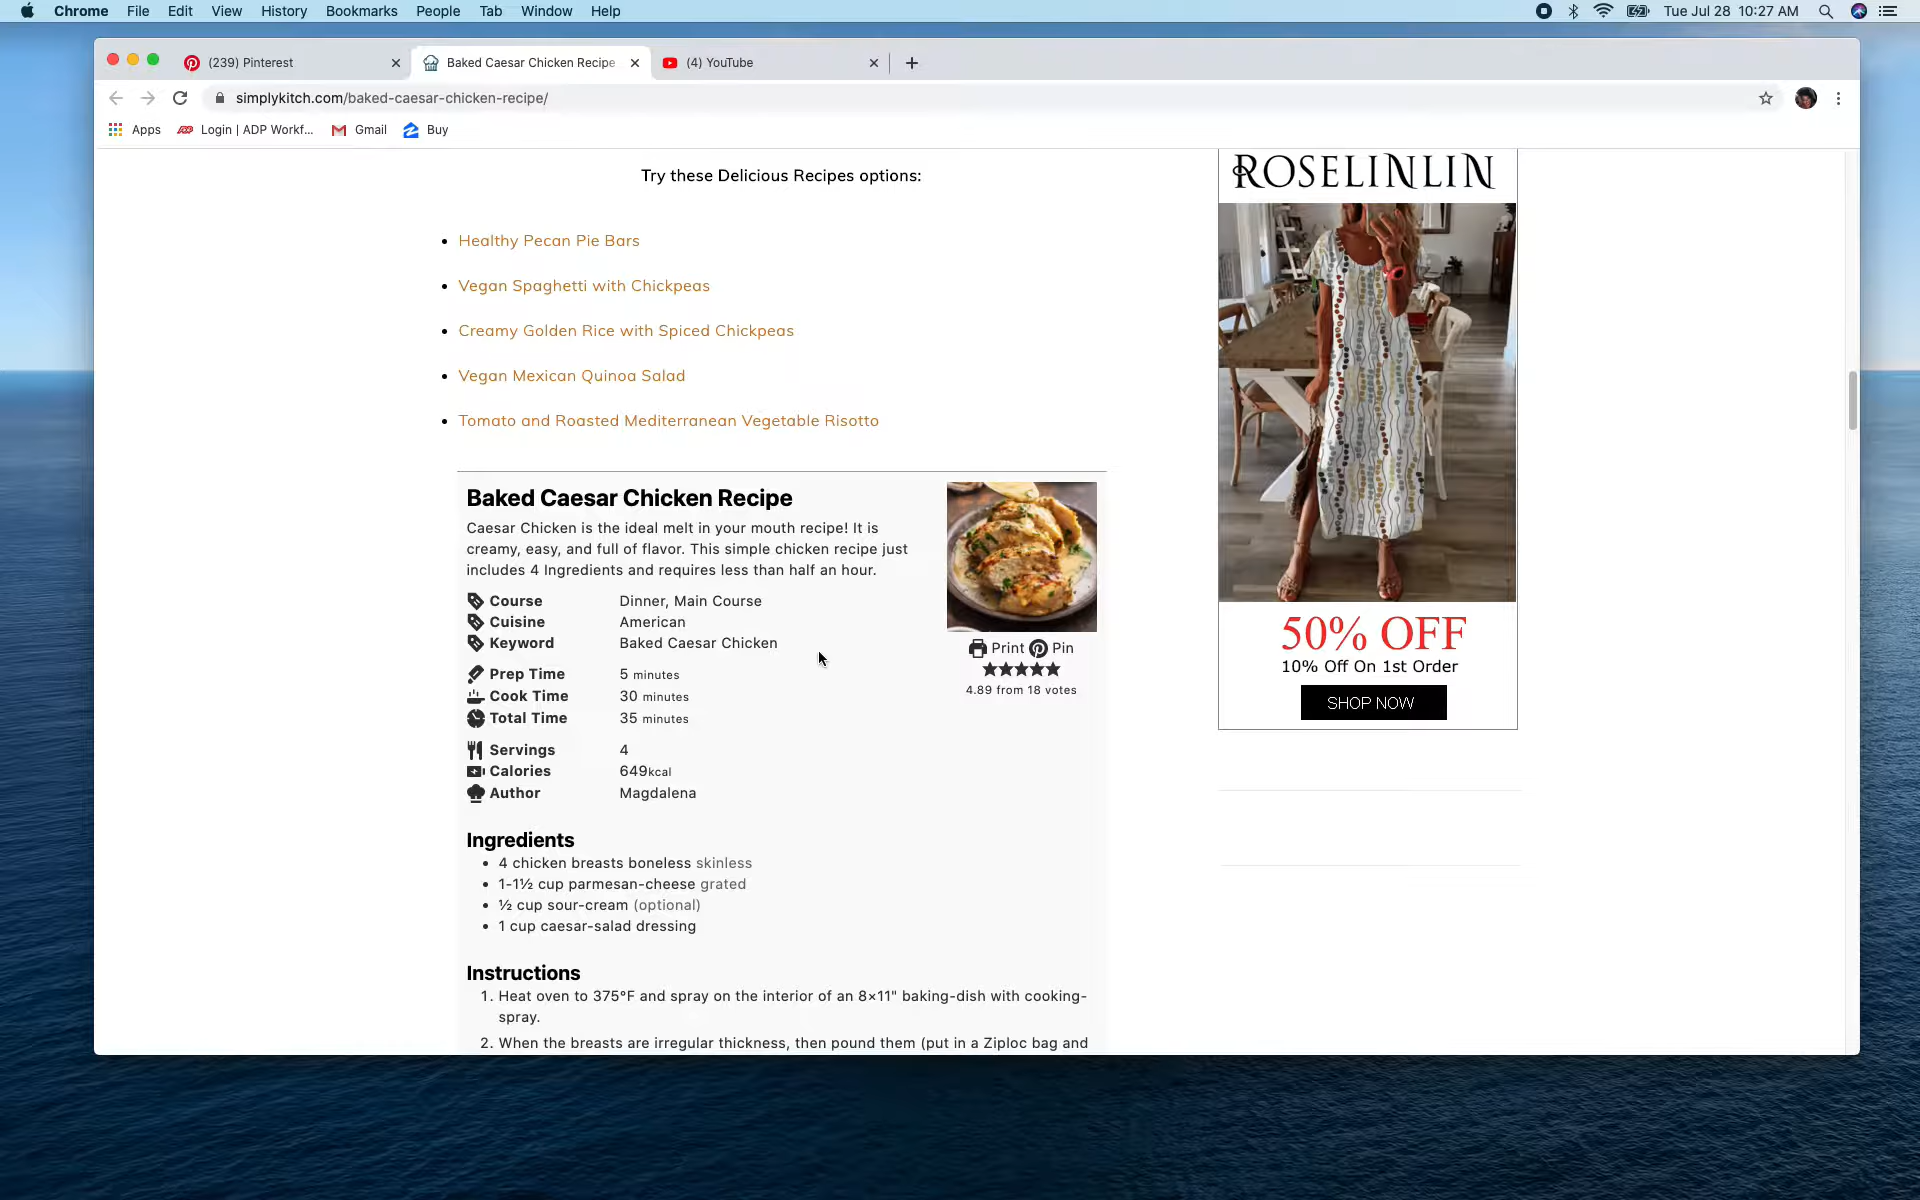 Chrome File Edit View History Bookmarks People Tab Window Help Tue Jul 28 10:27 AM
(239) Pinterest Baked Caesar Chicken Recipe (4) YouTube
simplykitch.com/baked-caesar-chicken-recipe/
Apps Login | ADP Workf... Gmail Buy
Try these Delicious Recipes options:
Healthy Pecan Pie Bars
Vegan Spaghetti with Chickpeas
Creamy Golden Rice with Spiced Chickpeas
Vegan Mexican Quinoa Salad
Tomato and Roasted Mediterranean Vegetable Risotto
Baked Caesar Chicken Recipe
Caesar Chicken is the ideal melt in your mouth recipe! It is
creamy, easy, and full of flavor. This simple chicken recipe just
includes 4 Ingredients and requires less than half an hour.
Course Dinner, Main Course
Cuisine American
Keyword Baked Caesar Chicken
Prep Time 5 minutes
Cook Time 30 minutes
Total Time 35 minutes
Servings 4
Calories 649kcal
Author Magdalena
Print Pin
4.89 from 18 votes
Ingredients
4 chicken breasts boneless skinless
1-1½ cup parmesan-cheese grated
½ cup sour-cream (optional)
1 cup caesar-salad dressing
Instructions
1. Heat oven to 375°F and spray on the interior of an 8×11" baking-dish with cooking-
spray.
2. When the breasts are irregular thickness, then pound them (put in a Ziploc bag and
ROSELINLIN
50% OFF
10% Off On 1st Order
SHOP NOW